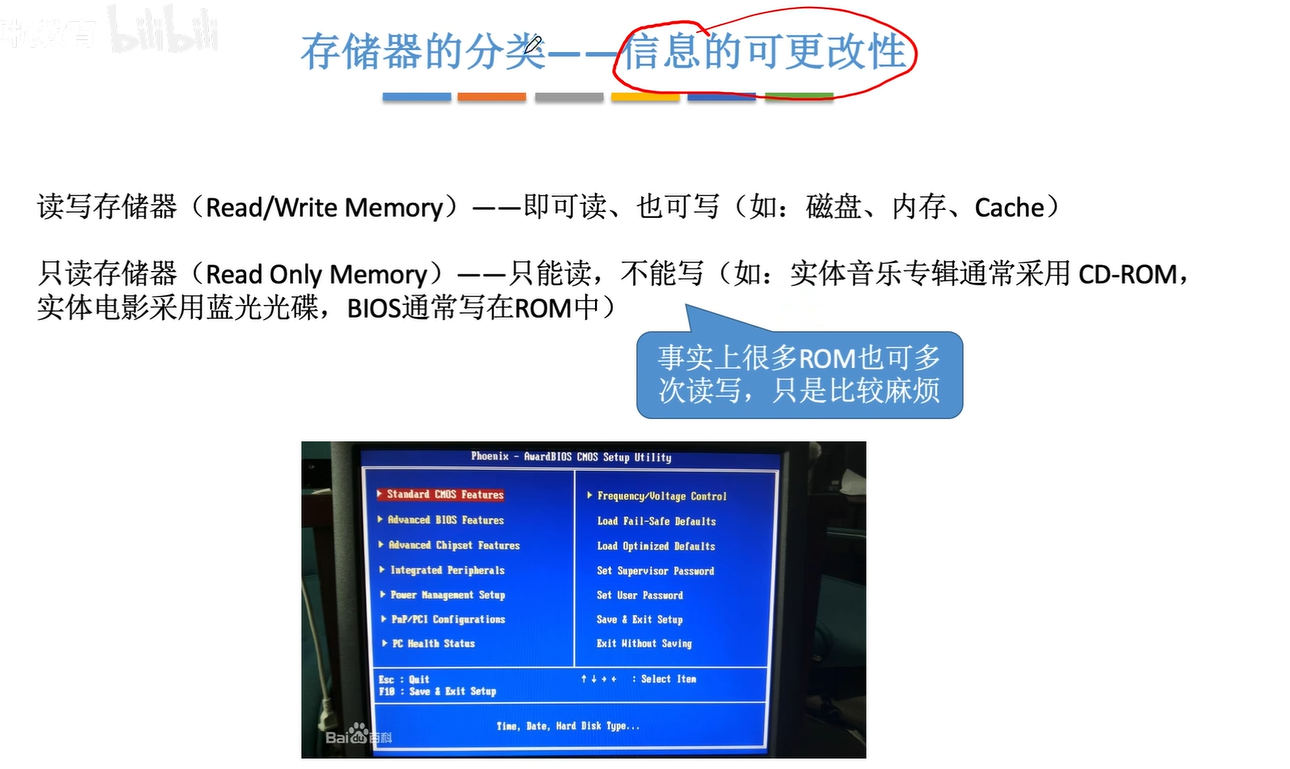 bilibili
存储器的分类——信息的可更改性
读写存储器（Read/Write Memory）——即可读、也可写（如：磁盘、内存、Cache）
只读存储器（Read Only Memory）——只能读，不能写（如：实体音乐专辑通常采用 CD-ROM，
实体电影采用蓝光光碟，BIOS通常写在ROM中）
事实上很多ROM也可多
次读写，只是比较麻烦
Phoenix - AwardBIOS CMOS Setup Utility
Standard CMOS Features
Advanced BIOS Features
Advanced Chipset Features
Integrated Peripherals
Power Management Setup
PnP/PCI Configurations
PC Health Status
Frequency/Voltage Control
Load Fail-Safe Defaults
Load Optimized Defaults
Set Supervisor Password
Set User Password
Save & Exit Setup
Exit Without Saving
Esc : Quit
F10 : Save & Exit Setup
↑↓→← : Select Item
Time, Date, Hard Disk Type...
Baidu百科